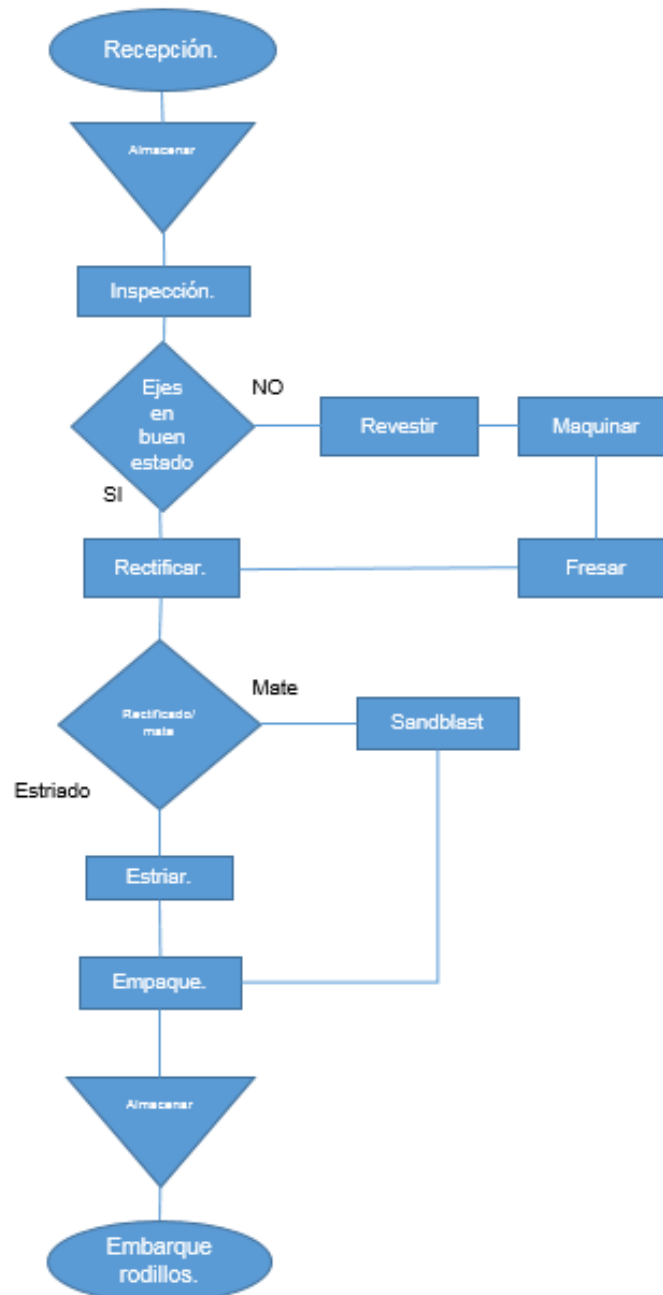 Recepción.
Almacenar
Inspección.
Ejes
en
buen
estado
NO
Revestir
Maquinar
SI
Rectificar.
Fresar
Mate
Rectificado/
mate
Sandblast
Estriado
Estriar.
Empaque.
Almacenar
Embarque
rodillos.